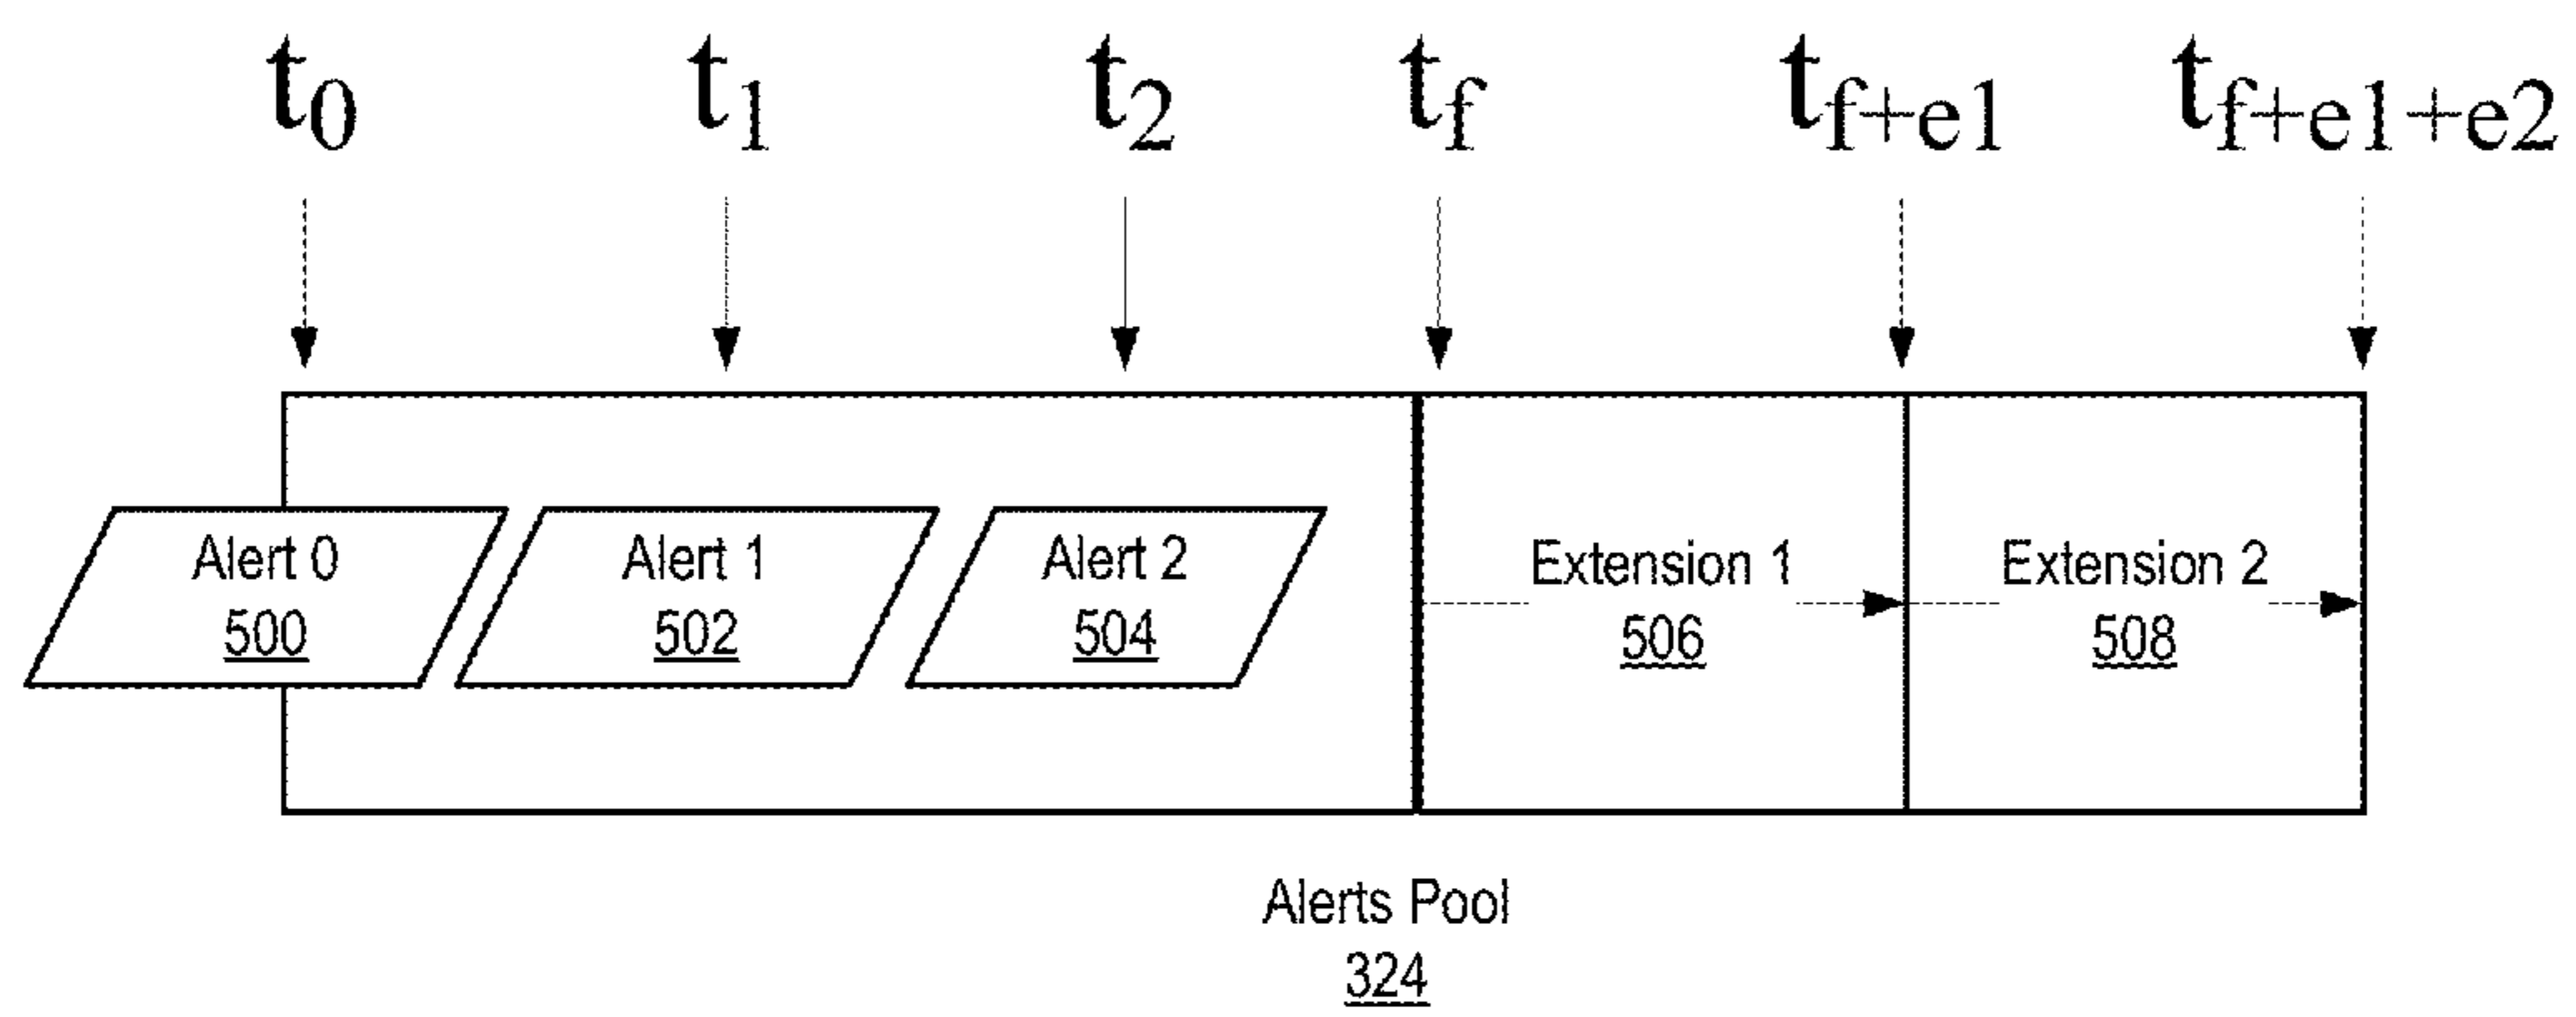 t0 t1 t2 tf tf+e1 tf+e1+e2
Alert 0 Alert 1 Alert 2 Extension 1 Extension 2
500 502 504 506 508
Alerts Pool
324